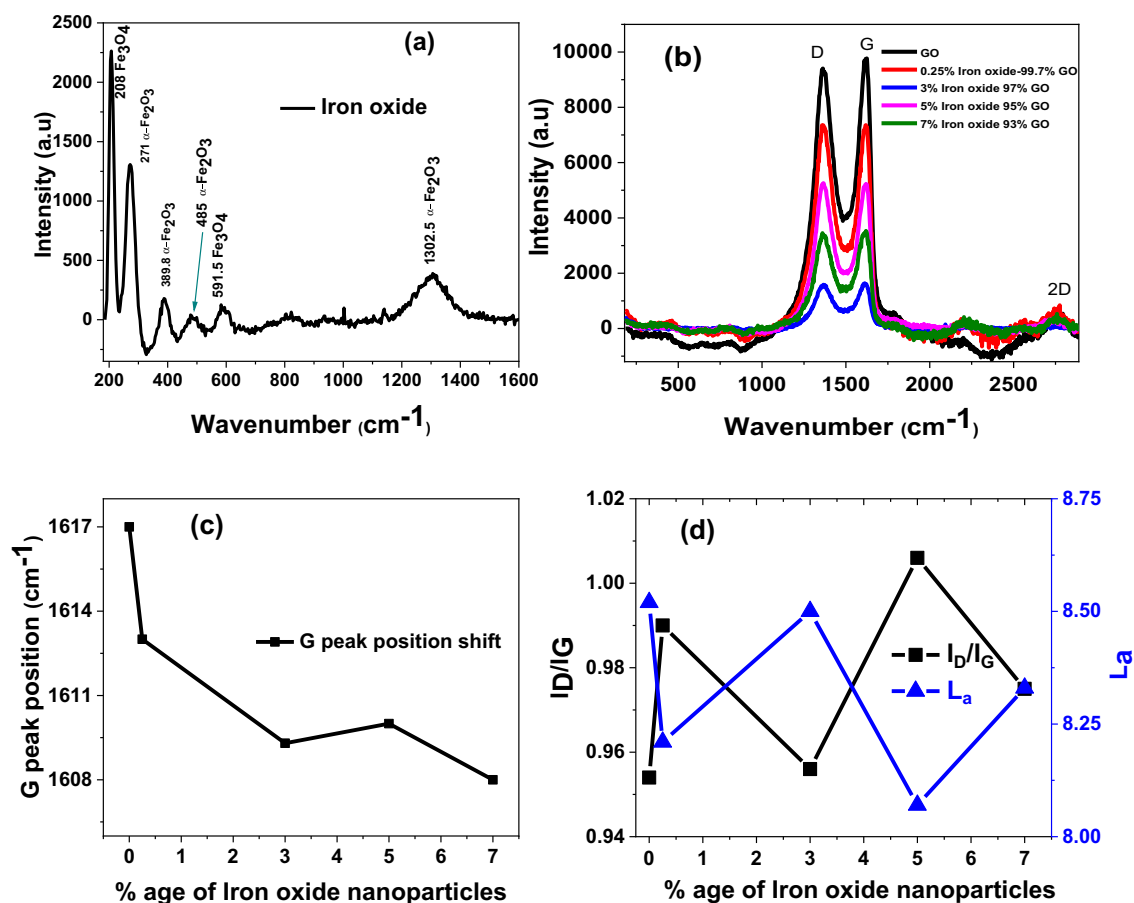 (a)
2500
2000
1500
1000
500
0
Intensity (a.u)
208 Fe3O4
271 α-Fe2O3
389.8 α-Fe2O3
485 α-Fe2O3
591.5 Fe3O4
1302.5 α-Fe2O3
Iron oxide
200 400 600 800 1000 1200 1400 1600
Wavenumber (cm-1)
(b)
10000
8000
6000
4000
2000
0
Intensity (a.u)
D
G
2D
GO
0.25% Iron oxide-99.7% GO
3% Iron oxide 97% GO
5% Iron oxide 95% GO
7% Iron oxide 93% GO
500 1000 1500 2000 2500
Wavenumber (cm-1)
(c)
1617
1614
1611
1608
G peak position (cm-1)
G peak position shift
0 1 2 3 4 5 6 7
% age of Iron oxide nanoparticles
(d)
1.02
1.00
0.98
0.96
0.94
ID/IG
ID/IG
La
8.75
8.50
8.25
8.00
La
0 1 2 3 4 5 6 7
% age of Iron oxide nanoparticles